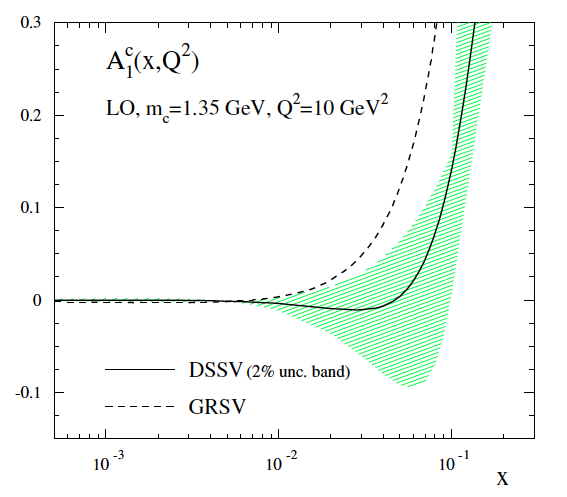 0.3
A₁ᶜ(x,Q²)
LO, m_c=1.35 GeV, Q²=10 GeV²
0.2
0.1
0
DSSV (2% unc. band)
-0.1
GRSV
10⁻³ 10⁻² 10⁻¹
X